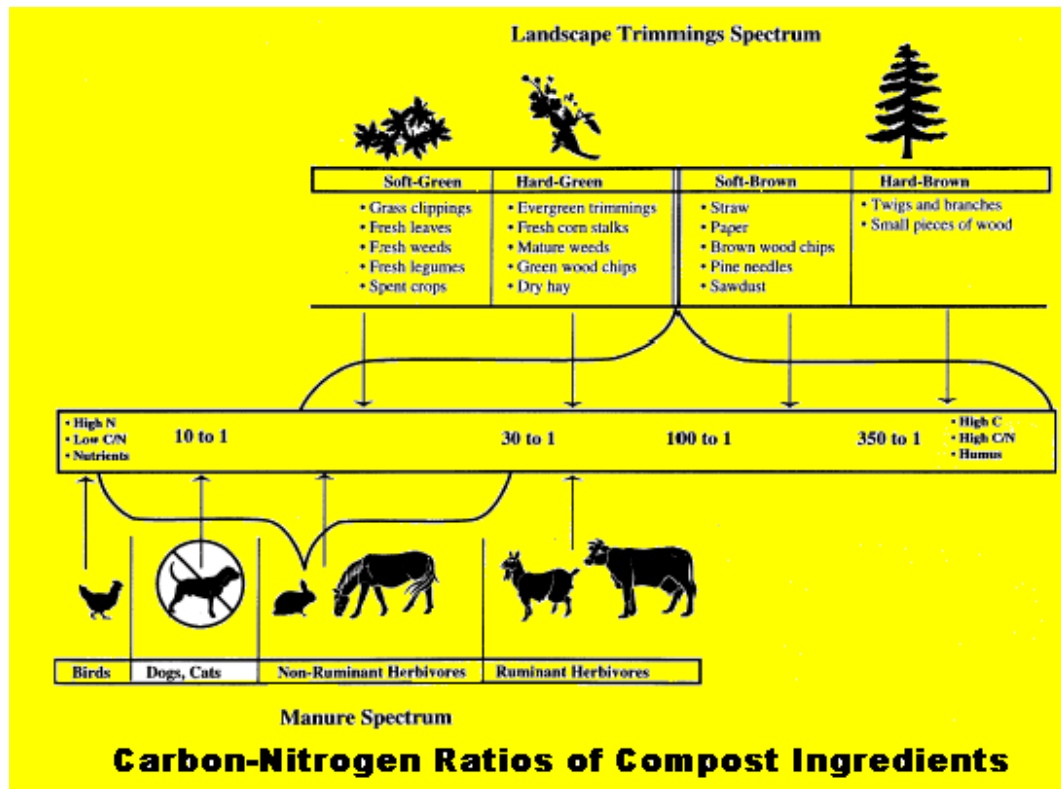 Landscape Trimmings Spectrum
Soft-Green
• Grass clippings
• Fresh leaves
• Fresh weeds
• Fresh legumes
• Spent crops
Hard-Green
• Evergreen trimmings
• Fresh corn stalks
• Mature weeds
• Green wood chips
• Dry hay
Soft-Brown
• Straw
• Paper
• Brown wood chips
• Pine needles
• Sawdust
Hard-Brown
• Twigs and branches
• Small pieces of wood
• High N
• Low C/N
• Nutrients
10 to 1
30 to 1
100 to 1
350 to 1
• High C
• High C/N
• Humus
Birds
Dogs, Cats
Non-Ruminant Herbivores
Ruminant Herbivores
Manure Spectrum
Carbon-Nitrogen Ratios of Compost Ingredients